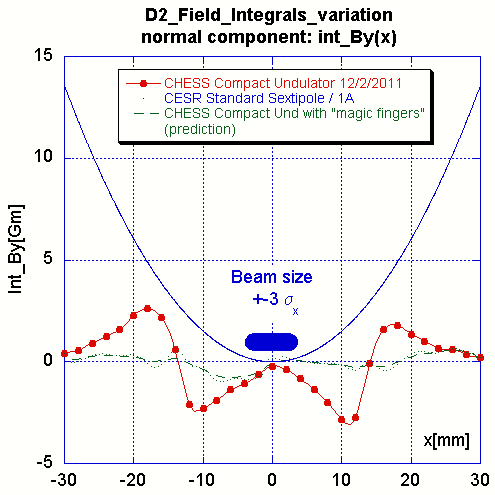 D2_Field_Integrals_variation
normal component: int_By(x)
CHESS Compact Undulator 12/2/2011
CESR Standard Sextipole / 1A
CHESS Compact Und with "magic fingers"
(prediction)
15
10
5
0
-5
Int_By[Gm]
Beam size
+-3 σx
x[mm]
-30 -20 -10 0 10 20 30